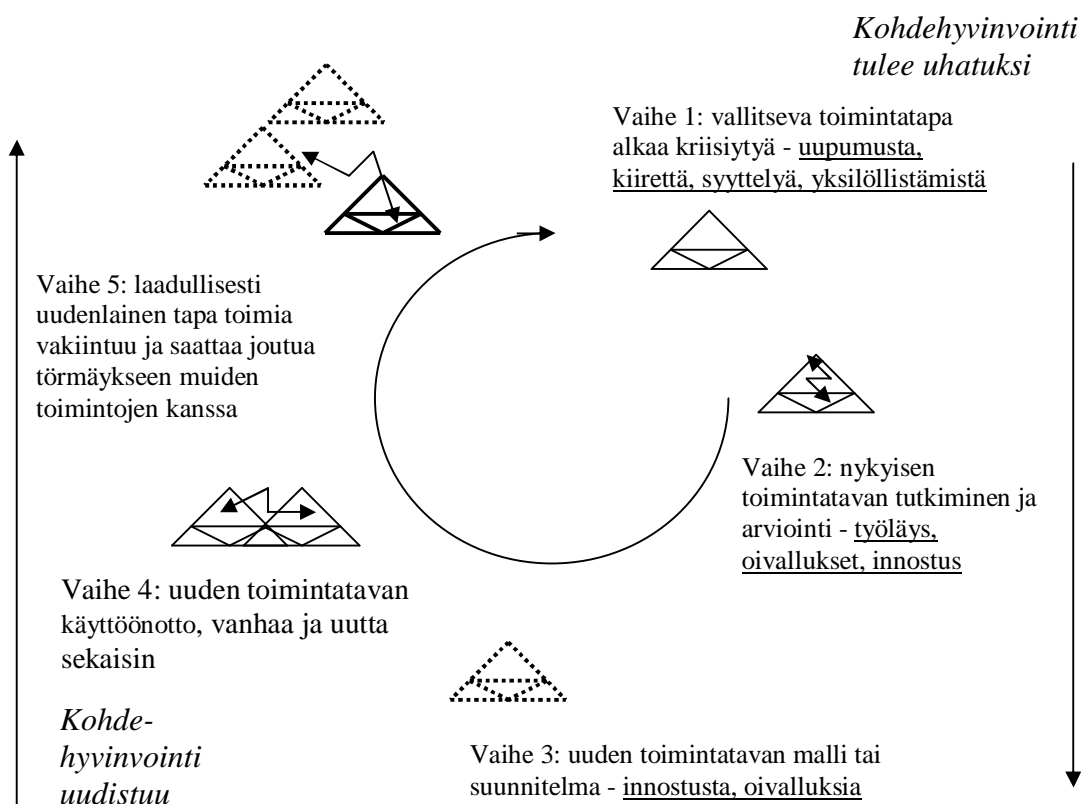 Kohdehyvinvointi
tulee uhatuksi
Vaihe 1: vallitseva toimintatapa
alkaa kriisiytyä - uupumusta,
kiirettä, syyttelyä, yksilöllistämistä
Vaihe 2: nykyisen
toimintatavan tutkiminen ja
arviointi - työläys,
oivallukset, innostus
Vaihe 3: uuden toimintatavan malli tai
suunnitelma - innostusta, oivalluksia
Vaihe 4: uuden toimintatavan
käyttöönotto, vanhaa ja uutta
sekaisin
Vaihe 5: laadullisesti
uudenlainen tapa toimia
vakiintuu ja saattaa joutua
törmäykseen muiden
toimintojen kanssa
Kohde-
hyvinvointi
uudistuu